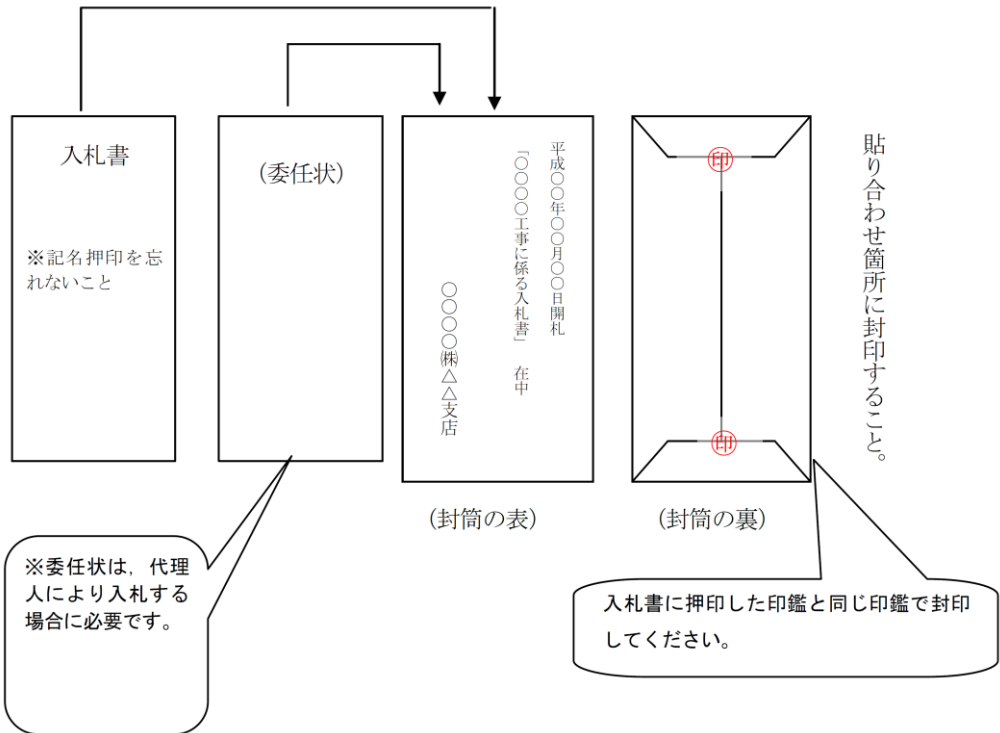 入札書
※記名押印を忘
れないこと
(委任状)
平成〇〇年〇〇月〇〇日開札
「〇〇〇〇工事に係る入札書」 在中
〇〇〇〇㈱△△支店
印
印
貼り合わせ箇所に封印すること。
(封筒の表)
(封筒の裏)
※委任状は，代理
人により入札する
場合に必要です。
入札書に押印した印鑑と同じ印鑑で封印
してください。